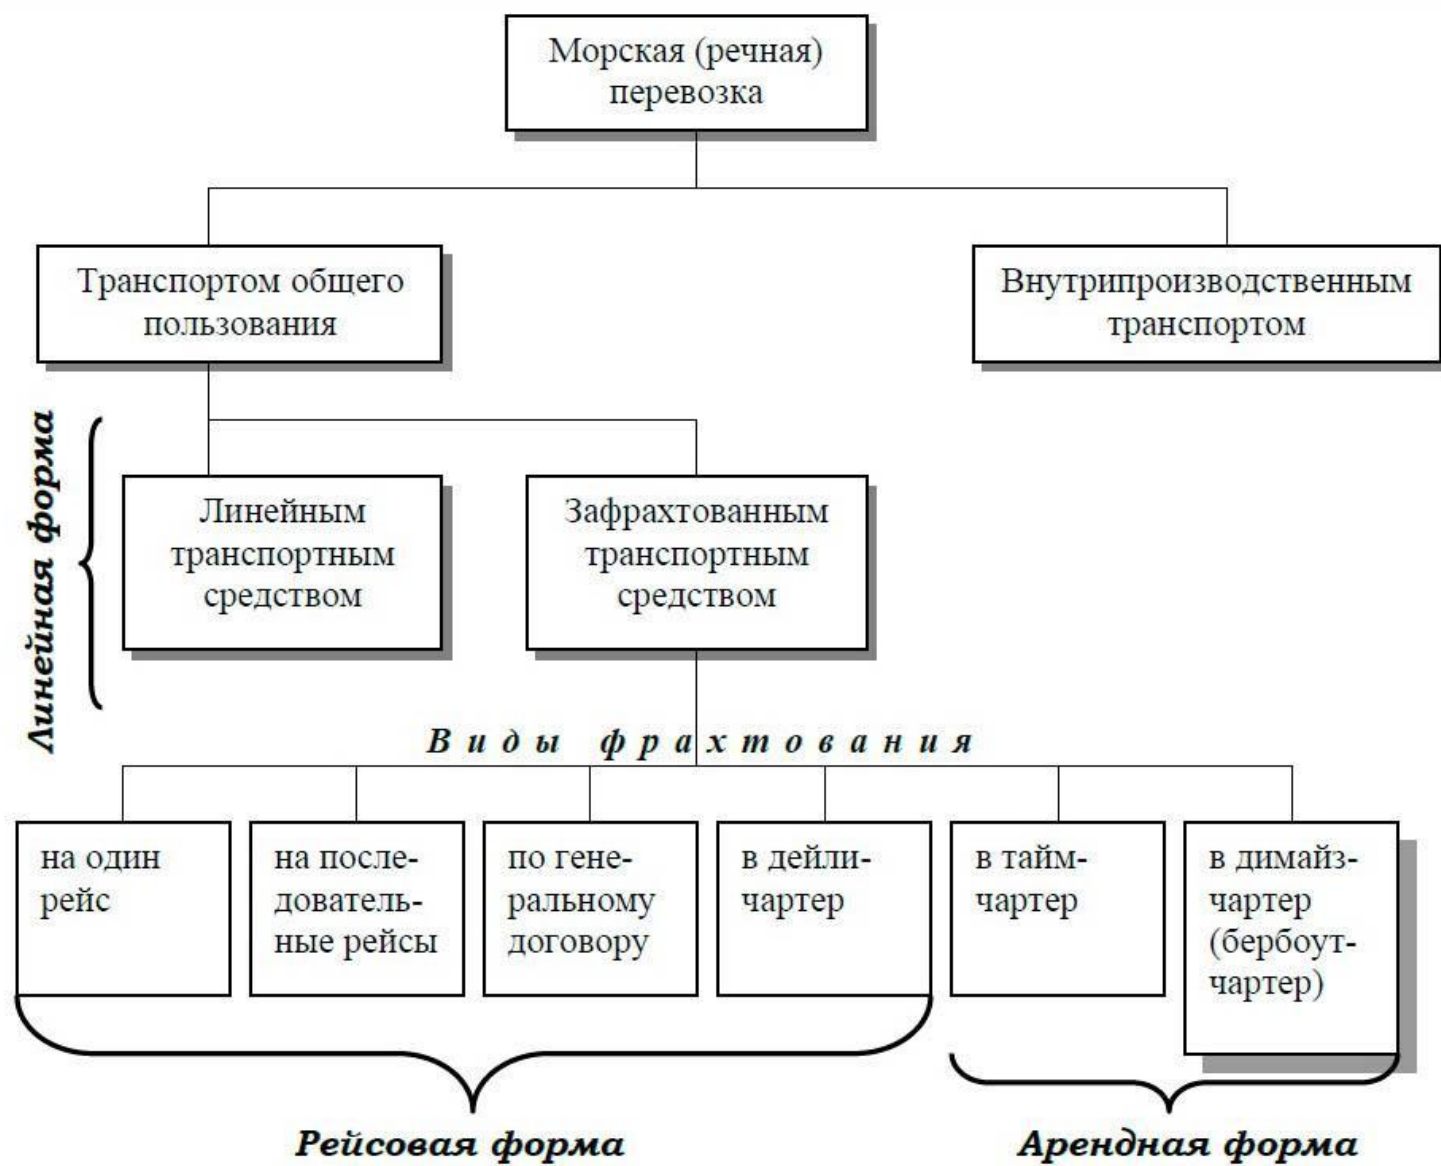 Морская (речная)
перевозка
Транспортом общего
пользования
Внутрипроизводственным
транспортом
Линейная форма
Линейным
транспортным
средством
Зафрахтованным
транспортным
средством
Виды фрахтования
на один
рейс
на после-
дователь-
ные рейсы
по гене-
ральному
договору
в дейли-
чартер
в тайм-
чартер
в димайз-
чартер
(бербоут-
чартер)
Рейсовая форма
Арендная форма